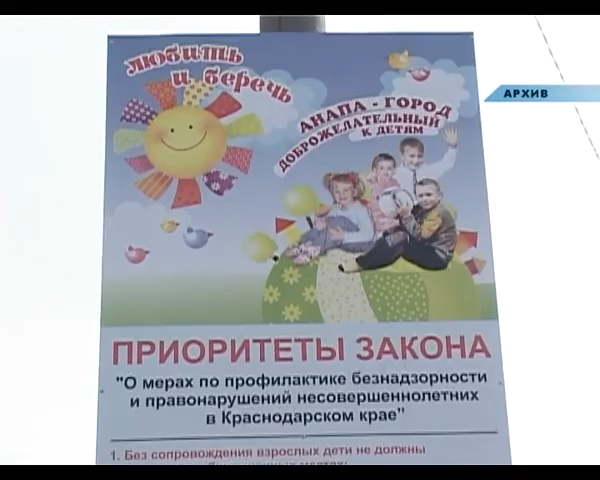 любить
и беречь
АРХИВ
АНАПА - ГОРОД
ДОБРОЖЕЛАТЕЛЬНЫЙ
К ДЕТЯМ
ПРИОРИТЕТЫ ЗАКОНА
"О мерах по профилактике безнадзорности
и правонарушений несовершеннолетних
в Краснодарском крае"
1. Без сопровождения взрослых дети не должны